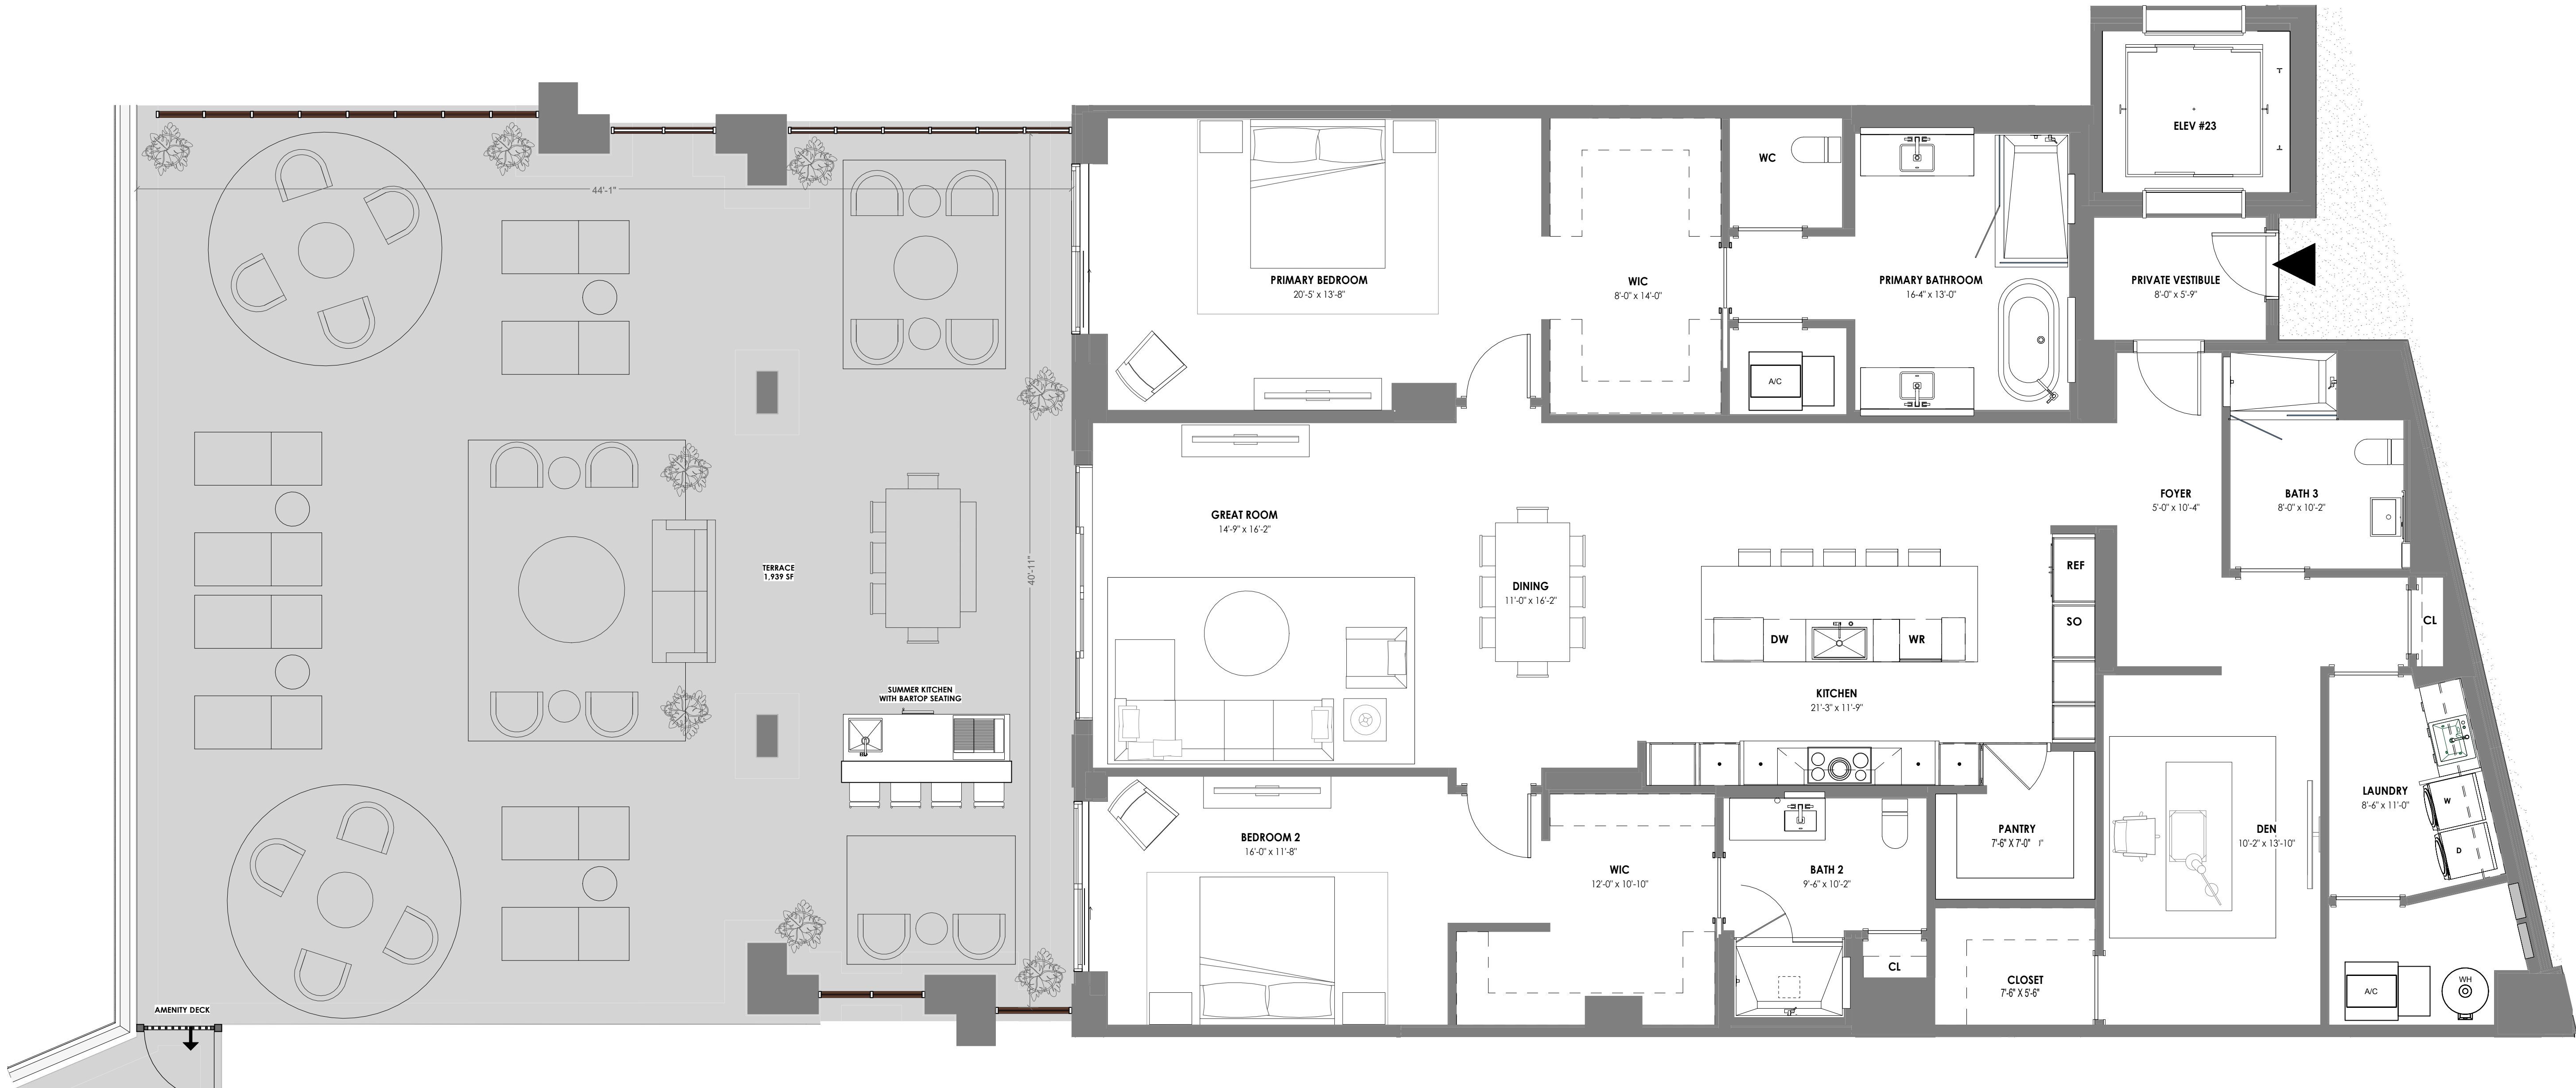 ELEV #23
WC
44'-1"
PRIMARY BEDROOM
20'-5' x 13'-8"
WIC
8'-0" x 14'-0"
PRIMARY BATHROOM
16-4" x 13'-0"
PRIVATE VESTIBULE
8'-0" x 5'-9"
A/C
GREAT ROOM
14'-9" x 16'-2"
FOYER
5'-0" x 10'-4"
BATH 3
8'-0" x 10'-2"
TERRACE
1,939 SF
40'-11"
DINING
11'-0" x 16'-2"
REF
SO
CL
DW
WR
SUMMER KITCHEN
WITH BARTOP SEATING
KITCHEN
21'-3" x 11'-9"
BEDROOM 2
16'-0" x 11'-8"
WIC
12'-0" x 10'-10"
BATH 2
9'-6" x 10'-2"
PANTRY
7'-6" X 7'-0"
DEN
10'-2" x 13'-10"
LAUNDRY
8'-6" x 11'-0"
W
D
CL
CLOSET
7'-6" X 5'-6"
A/C
WH
AMENITY DECK